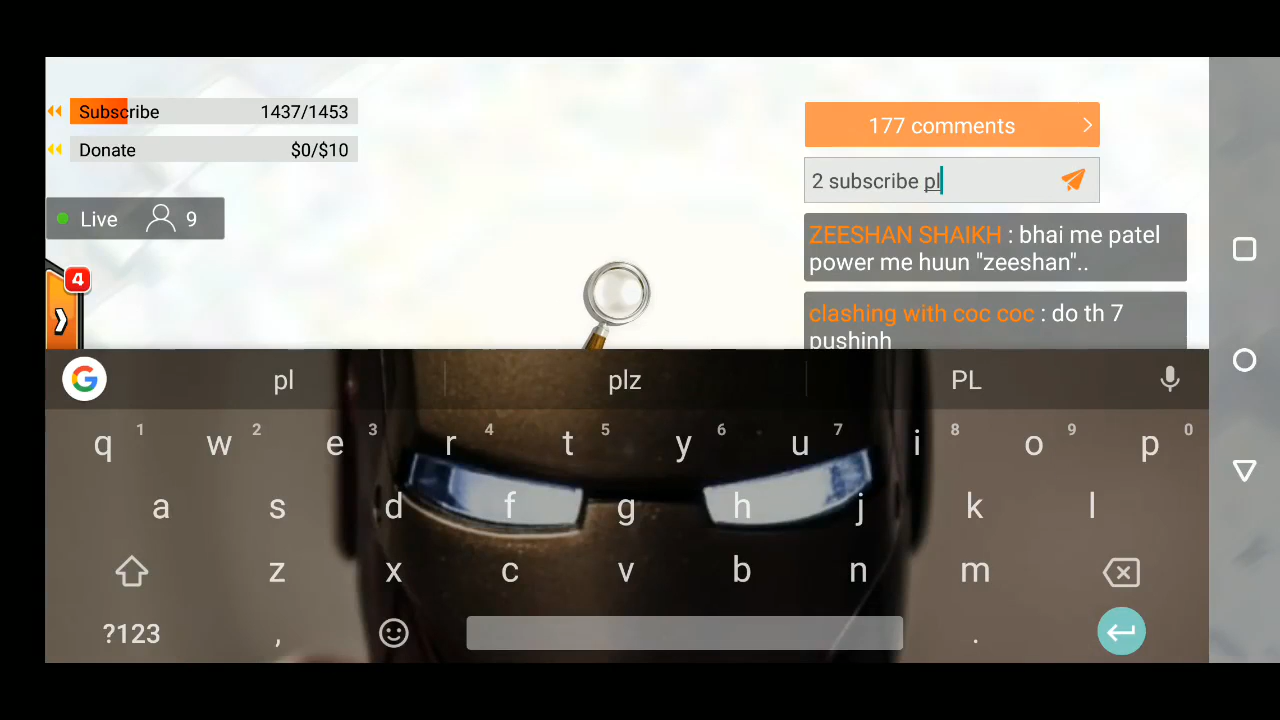 Subscribe 1437/1453
Donate $0/$10
Live 9
4
177 comments
2 subscribe pl
ZEESHAN SHAIKH : bhai me patel
power me huun "zeeshan"..
clashing with coc coc : do th 7
pushinh
G pl plz PL
q 1 w 2 e 3 r 4 t 5 y 6 u 7 i 8 o 9 p 0
a s d f g h j k l
z x c v b n m
?123 , .